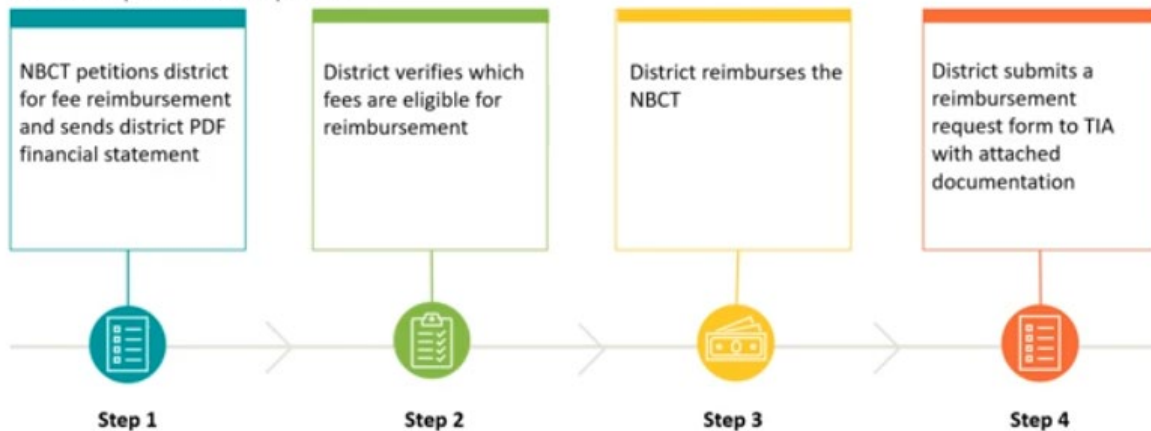 NBCT petitions district
for fee reimbursement
and sends district PDF
financial statement
District verifies which
fees are eligible for
reimbursement
District reimburses the
NBCT
District submits a
reimbursement
request form to TIA
with attached
documentation
Step 1
Step 2
Step 3
Step 4